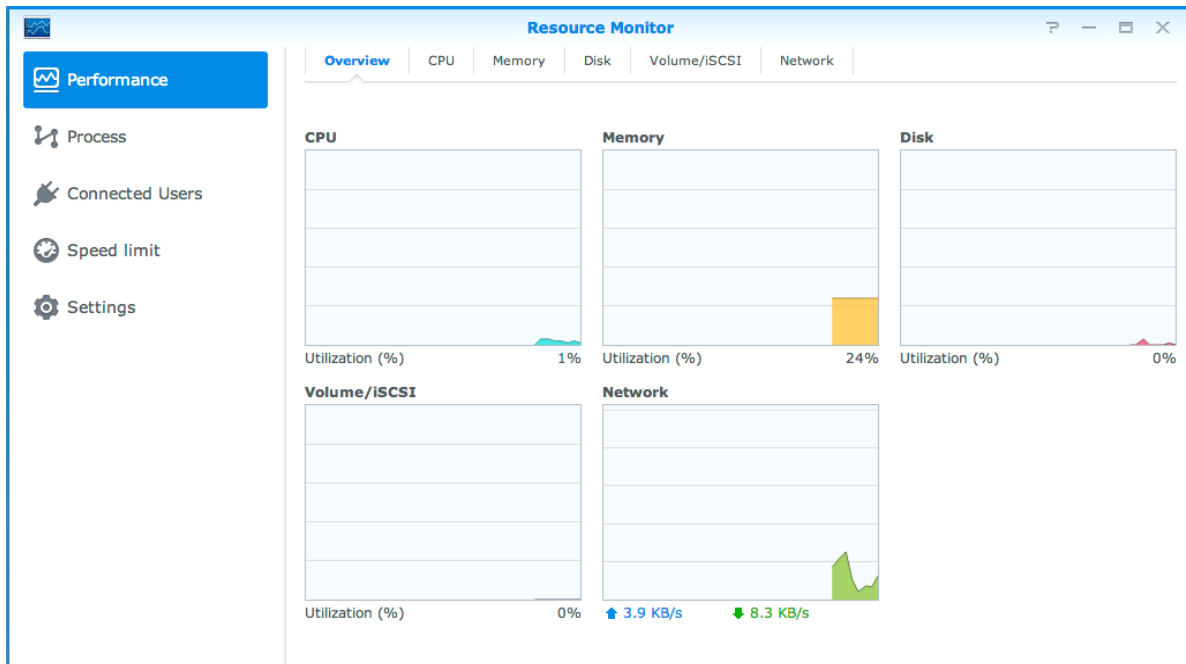 Resource Monitor
Performance
Process
Connected Users
Speed limit
Settings
Overview CPU Memory Disk Volume/iSCSI Network
CPU Memory Disk
Utilization (%) 1% Utilization (%) 24% Utilization (%) 0%
Volume/iSCSI Network
Utilization (%) 0% 3.9 KB/s 8.3 KB/s